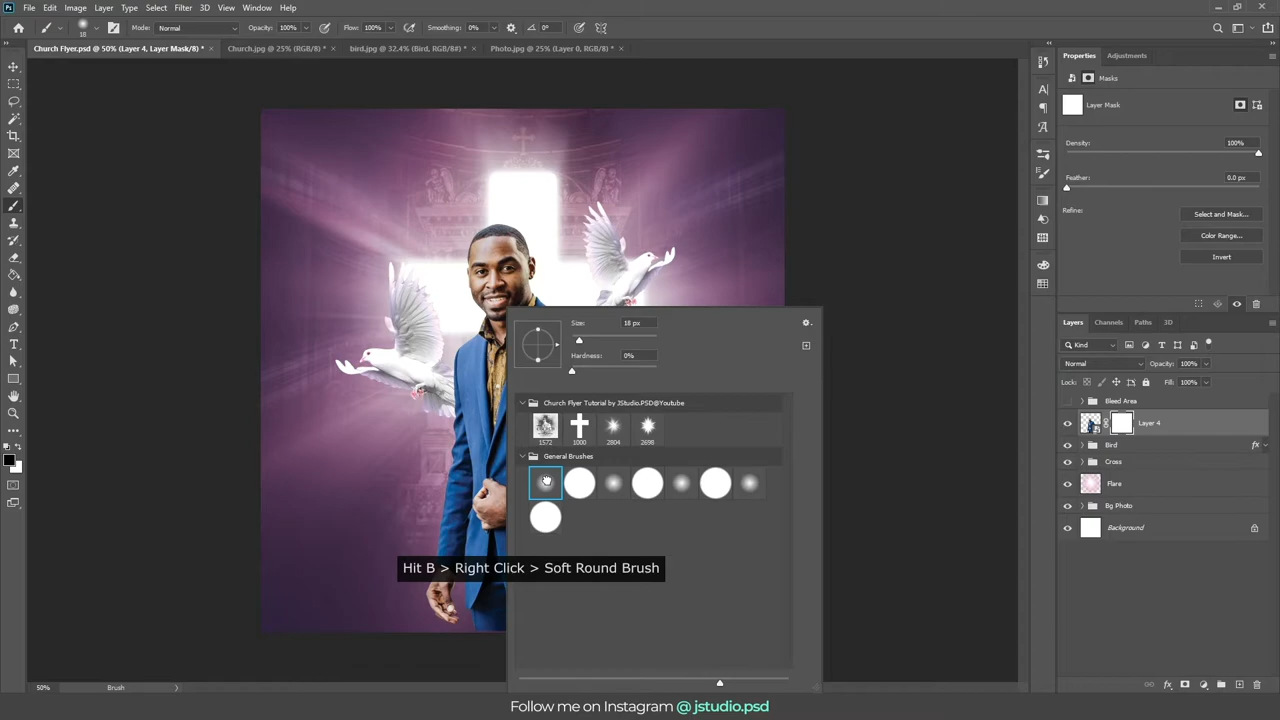 Ps File Edit Image Layer Type Select Filter 3D View Window Help
18 Mode: Normal Opacity: 100% Flow: 100% Smoothing: 0% 0°
Church Flyer.psd @ 50% (Layer 4, Layer Mask/8) * × Church.jpg @ 25% (RGB/8) * × bird.jpg @ 32.4% (Bird, RGB/8#) * × Photo.jpg @ 25% (Layer 0, RGB/8) * ×
Properties Adjustments
Masks
Layer Mask
Density: 100%
Feather: 0.0 px
Refine: Select and Mask...
Color Range...
Invert
Size: 18 px
Hardness: 0%
Church Flyer Tutorial by JStudio.PSD@Youtube
1572 1000 2804 2698
General Brushes
Hit B > Right Click > Soft Round Brush
Layers Channels Paths 3D
Kind
Normal Opacity: 100%
Lock: Fill: 100%
Bleed Area
Layer 4
Bird fx
Cross
Flare
Bg Photo
Background
50% Brush
Follow me on Instagram @ jstudio.psd